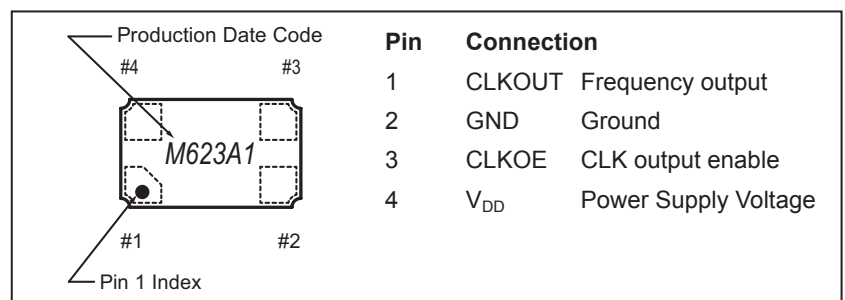 Production Date Code
#4 #3
M623A1
#1 #2
Pin 1 Index
Pin Connection
1 CLKOUT Frequency output
2 GND Ground
3 CLKOE CLK output enable
4 VDD Power Supply Voltage